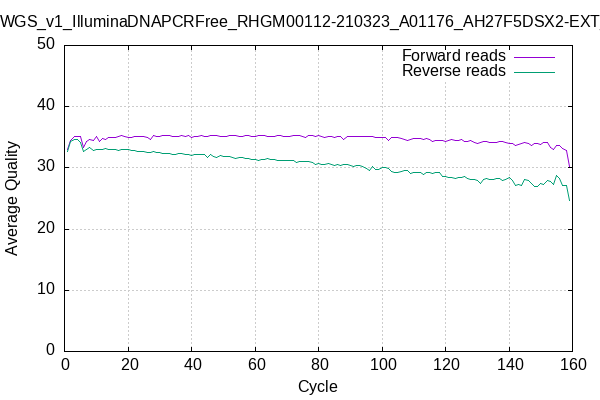 WGS_v1_IlluminaDNAPCRFree_RHGM00112-210323_A01176_AH27F5DSX2-EXT
Forward reads
Reverse reads
50
40
30
20
10
0
Average Quality
0 20 40 60 80 100 120 140 160
Cycle